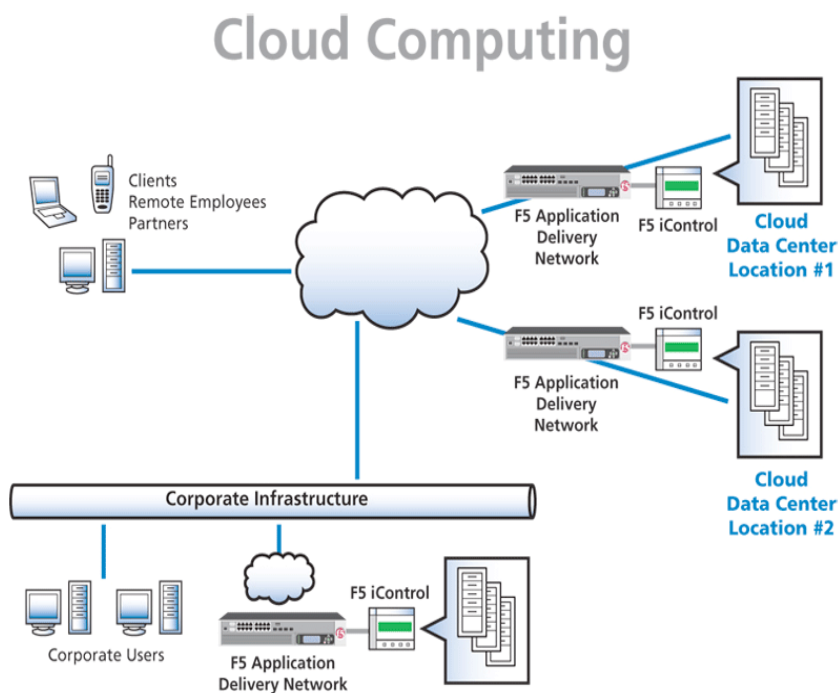 Cloud Computing
Clients
Remote Employees
Partners
F5 Application
Delivery
Network
F5 iControl
Cloud
Data Center
Location #1
F5 iControl
F5 Application
Delivery
Network
Cloud
Data Center
Location #2
Corporate Infrastructure
Corporate Users
F5 iControl
F5 Application
Delivery Network